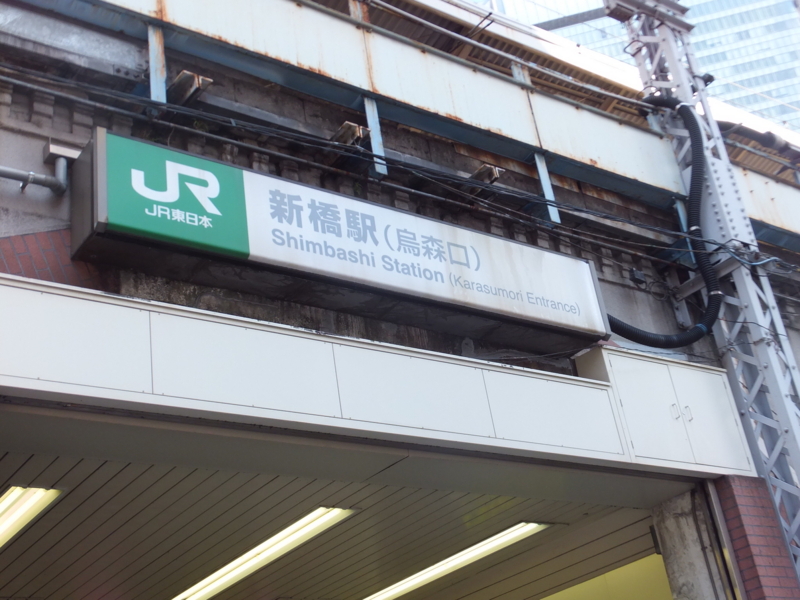 JR
JR東日本
新橋駅(烏森口)
Shimbashi Station (Karasumori Entrance)